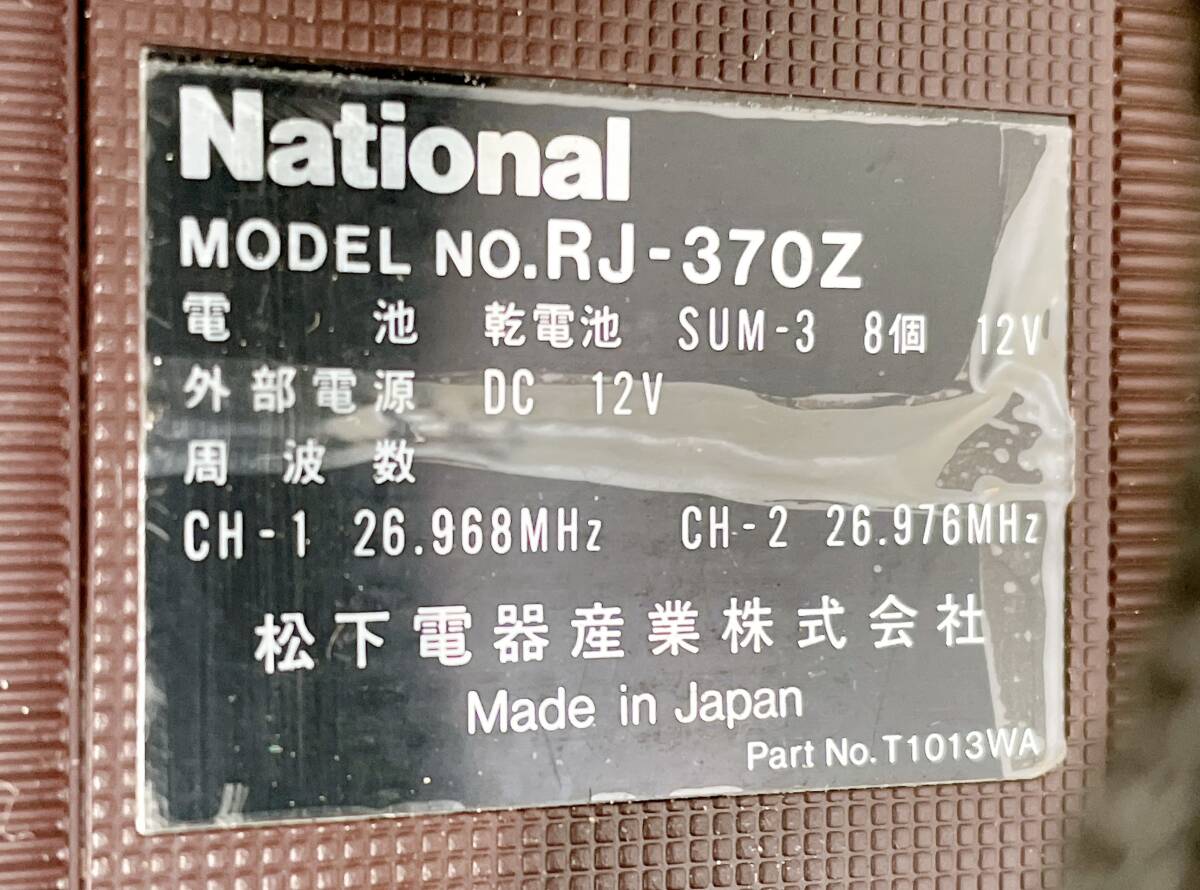 National
MODEL NO.RJ-370Z
電池 乾電池 SUM-3 8個 12V
外部電源 DC 12V
周波数
CH-1 26.968MHz CH-2 26.976MHz
松下電器産業株式会社
Made in Japan
Part No.T1013WA